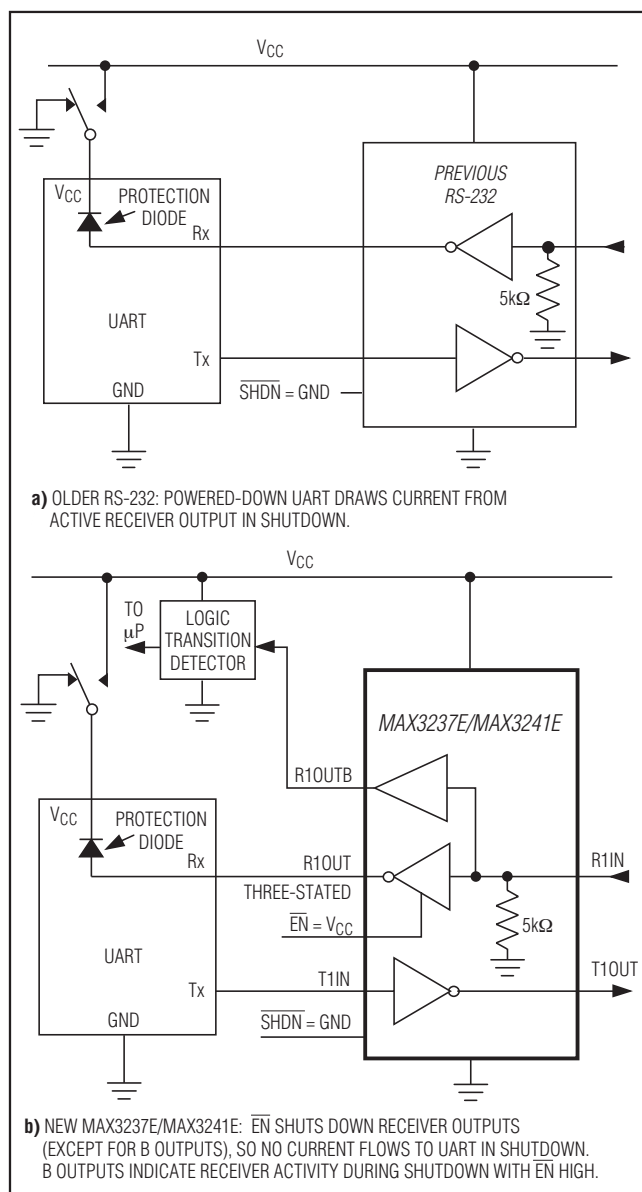 VCC
VCC
PROTECTION
DIODE
Rx
UART
Tx
GND
PREVIOUS
RS-232
5kΩ
SHDN = GND
a) OLDER RS-232: POWERED-DOWN UART DRAWS CURRENT FROM
ACTIVE RECEIVER OUTPUT IN SHUTDOWN.
VCC
TO
μP
LOGIC
TRANSITION
DETECTOR
MAX3237E/MAX3241E
R1OUTB
VCC
PROTECTION
DIODE
Rx
R1OUT
THREE-STATED
R1IN
EN = VCC
5kΩ
UART
Tx
T1IN
T1OUT
GND
SHDN = GND
b) NEW MAX3237E/MAX3241E: EN SHUTS DOWN RECEIVER OUTPUTS
(EXCEPT FOR B OUTPUTS), SO NO CURRENT FLOWS TO UART IN SHUTDOWN.
B OUTPUTS INDICATE RECEIVER ACTIVITY DURING SHUTDOWN WITH EN HIGH.